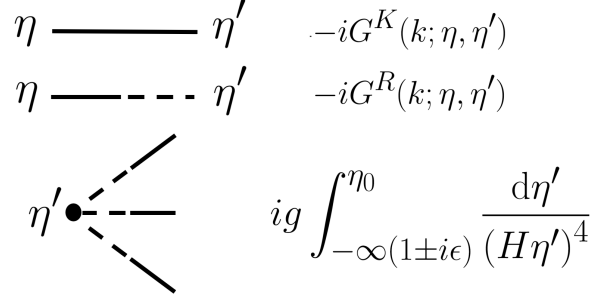 η η′ −iG^K(k; η, η′)
η η′ −iG^R(k; η, η′)
η′ ig ∫_{−∞(1±iϵ)}^{η_0} dη′/(Hη′)^4